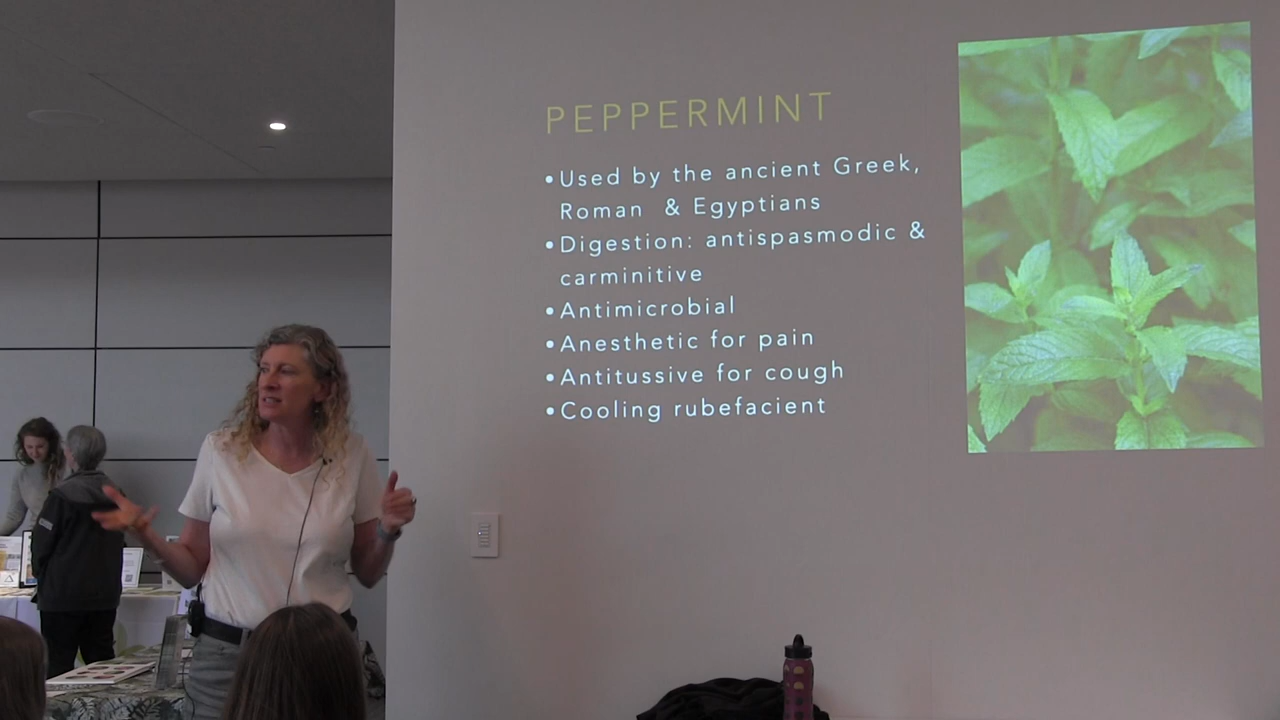 PEPPERMINT
•Used by the ancient Greek,
Roman & Egyptians
•Digestion: antispasmodic &
carminitive
•Antimicrobial
•Anesthetic for pain
•Antitussive for cough
•Cooling rubefacient